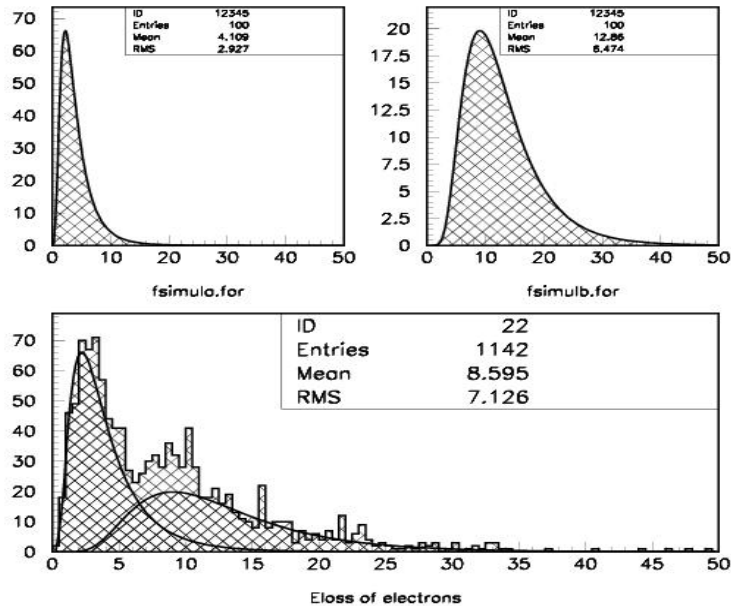 ID 12345
Entries 100
Mean 4.109
RMS 2.927
70
60
50
40
30
20
10
0
0 10 20 30 40 50
fsimula.for
ID 12345
Entries 100
Mean 12.86
RMS 6.474
20
17.5
15
12.5
10
7.5
5
2.5
0
0 10 20 30 40 50
fsimulb.for
ID 22
Entries 1142
Mean 8.595
RMS 7.126
70
60
50
40
30
20
10
0
0 5 10 15 20 25 30 35 40 45 50
Eloss of electrons